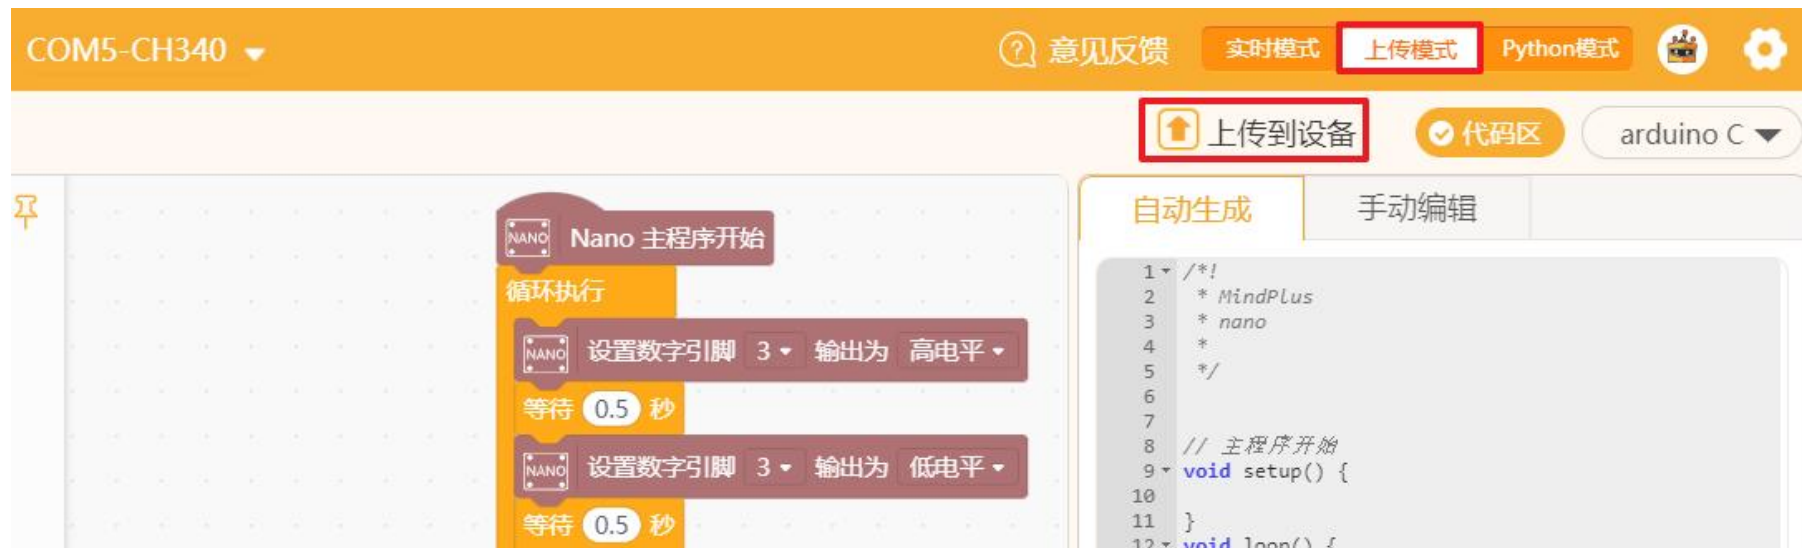 COM5-CH340
意见反馈
实时模式
上传模式
Python模式
上传到设备
代码区
arduino C
NANO Nano 主程序开始
循环执行
NANO 设置数字引脚 3 输出为 高电平
等待 0.5 秒
NANO 设置数字引脚 3 输出为 低电平
等待 0.5 秒
自动生成
手动编辑
1 /*!
2 * MindPlus
3 * nano
4 *
5 */
6
7
8 // 主程序开始
9 void setup() {
10
11 }
12 void loop() {